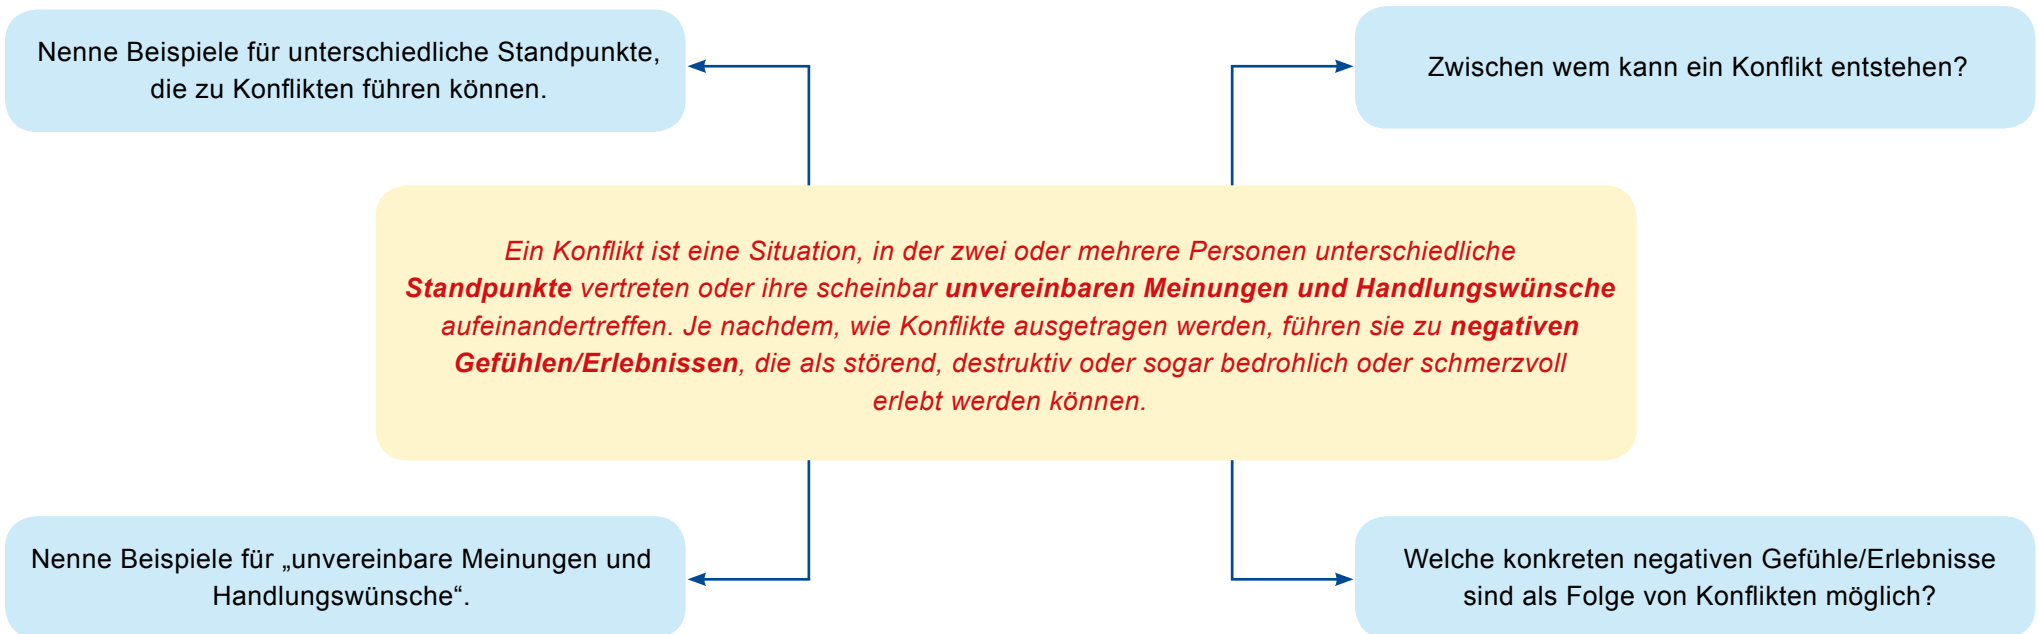 Nenne Beispiele für unterschiedliche Standpunkte,
die zu Konflikten führen können.
Zwischen wem kann ein Konflikt entstehen?
Ein Konflikt ist eine Situation, in der zwei oder mehrere Personen unterschiedliche
Standpunkte vertreten oder ihre scheinbar unvereinbaren Meinungen und Handlungswünsche
aufeinandertreffen. Je nachdem, wie Konflikte ausgetragen werden, führen sie zu negativen
Gefühlen/Erlebnissen, die als störend, destruktiv oder sogar bedrohlich oder schmerzvoll
erlebt werden können.
Nenne Beispiele für „unvereinbare Meinungen und
Handlungswünsche“.
Welche konkreten negativen Gefühle/Erlebnisse
sind als Folge von Konflikten möglich?